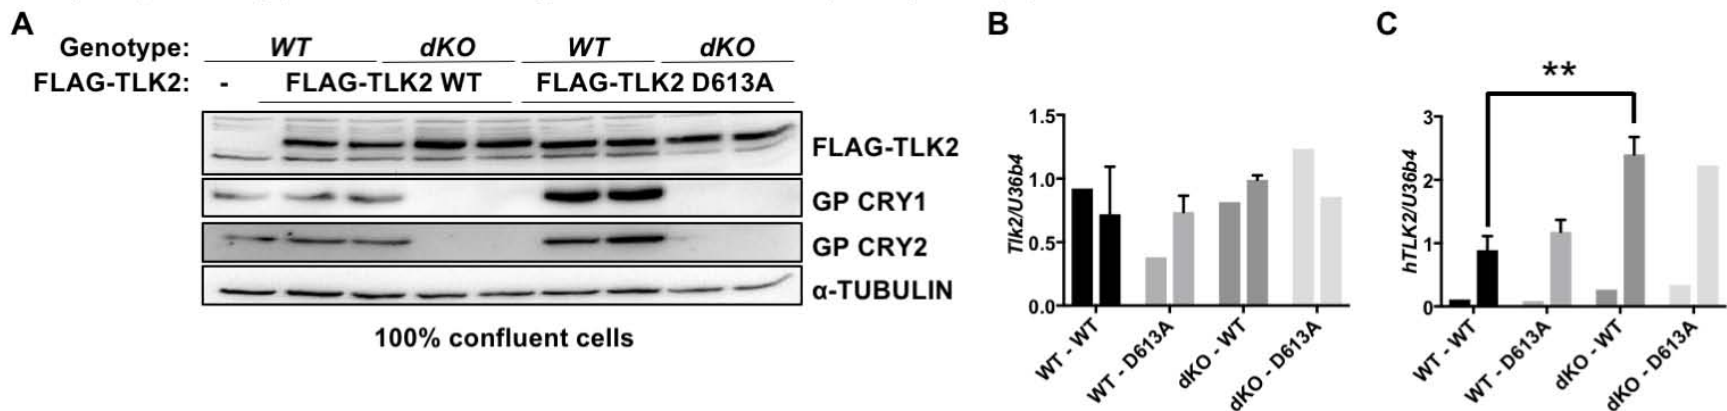 A
Genotype: WT dKO WT dKO
FLAG-TLK2: - FLAG-TLK2 WT FLAG-TLK2 D613A
FLAG-TLK2
GP CRY1
GP CRY2
α-TUBULIN
100% confluent cells
B
Tlk2/U36b4
1.5
1.0
0.5
0.0
WT - WT
WT - D613A
dKO - WT
dKO - D613A
C
**
hTLK2/U36b4
3
2
1
0
WT - WT
WT - D613A
dKO - WT
dKO - D613A